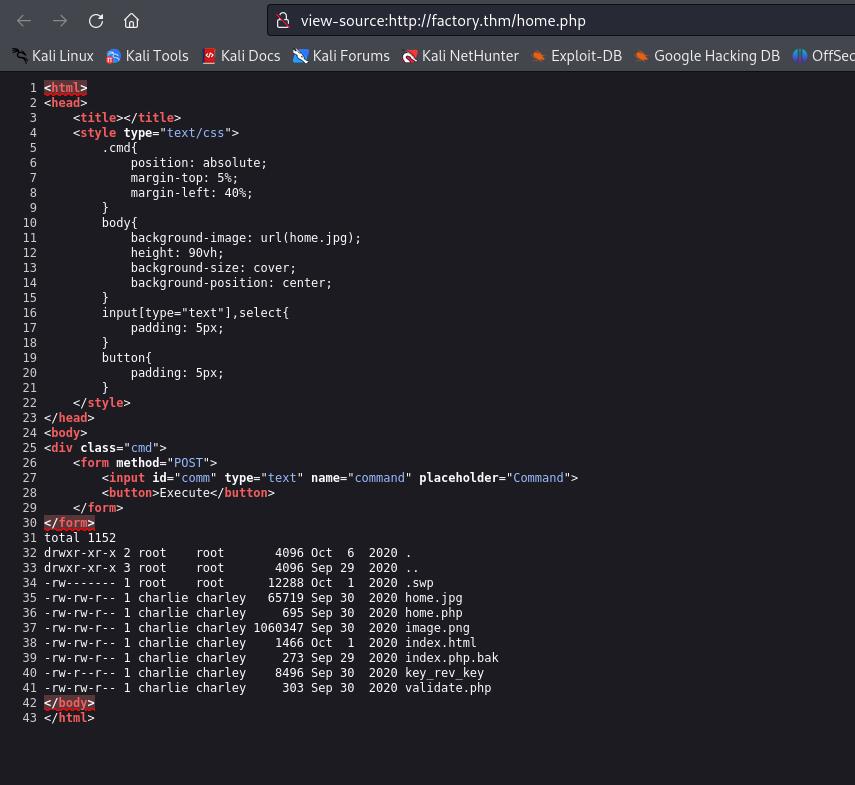 view-source:http://factory.thm/home.php
Kali Linux Kali Tools Kali Docs Kali Forums Kali NetHunter Exploit-DB Google Hacking DB OffSec
1 <html>
2 <head>
3     <title></title>
4     <style type="text/css">
5         .cmd{
6             position: absolute;
7             margin-top: 5%;
8             margin-left: 40%;
9         }
10         body{
11             background-image: url(home.jpg);
12             height: 90vh;
13             background-size: cover;
14             background-position: center;
15         }
16         input[type="text"],select{
17             padding: 5px;
18         }
19         button{
20             padding: 5px;
21         }
22     </style>
23 </head>
24 <body>
25 <div class="cmd">
26     <form method="POST">
27         <input id="comm" type="text" name="command" placeholder="Command">
28         <button>Execute</button>
29     </form>
30 </form>
31 total 1152
32 drwxr-xr-x 2 root    root       4096 Oct  6  2020 .
33 drwxr-xr-x 3 root    root       4096 Sep 29  2020 ..
34 -rw------- 1 root    root      12288 Oct  1  2020 .swp
35 -rw-rw-r-- 1 charlie charley   65719 Sep 30  2020 home.jpg
36 -rw-rw-r-- 1 charlie charley     695 Sep 30  2020 home.php
37 -rw-rw-r-- 1 charlie charley 1060347 Sep 30  2020 image.png
38 -rw-rw-r-- 1 charlie charley    1466 Oct  1  2020 index.html
39 -rw-rw-r-- 1 charlie charley     273 Sep 29  2020 index.php.bak
40 -rw-r--r-- 1 charlie charley    8496 Sep 30  2020 key_rev_key
41 -rw-rw-r-- 1 charlie charley     303 Sep 30  2020 validate.php
42 </body>
43 </html>